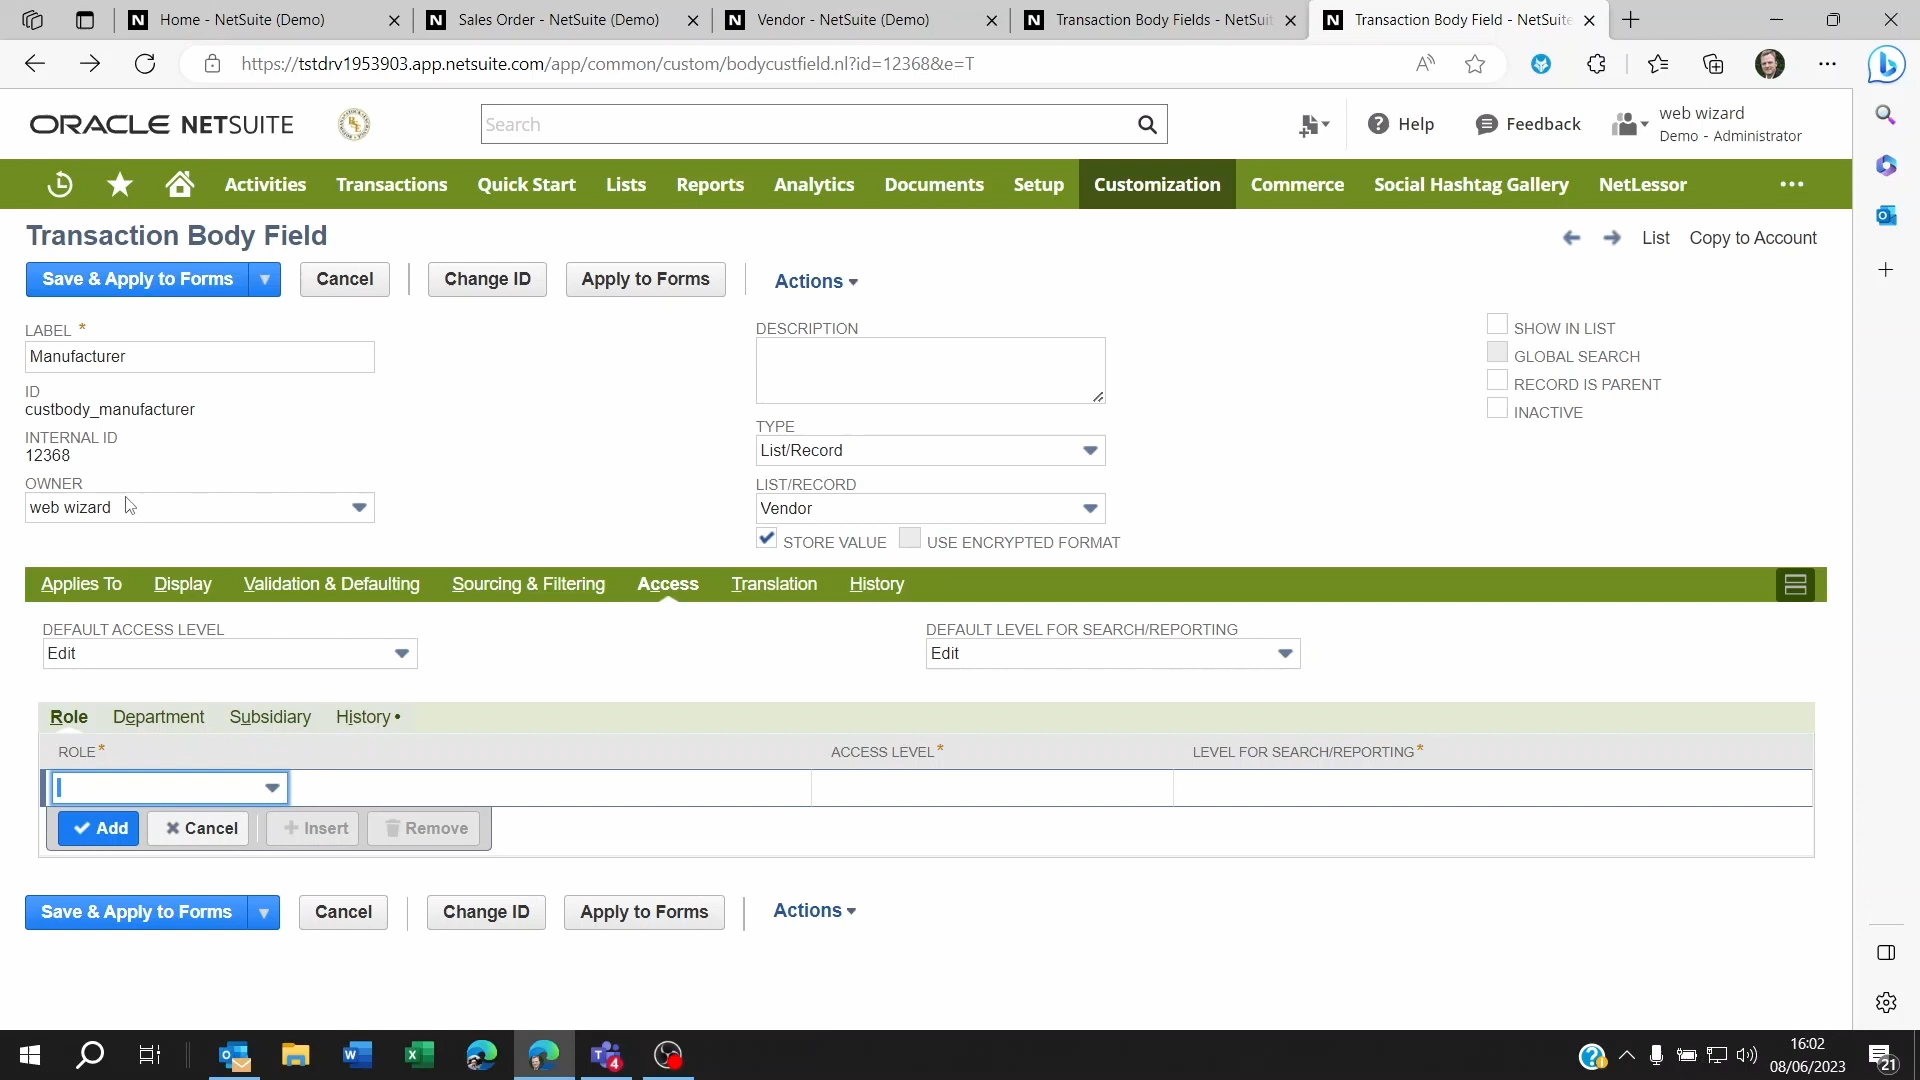 Home - NetSuite (Demo)
Sales Order - NetSuite (Demo)
Vendor - NetSuite (Demo)
Transaction Body Fields - NetSuit
Transaction Body Field - NetSuite
https://tstdrv1953903.app.netsuite.com/app/common/custom/bodycustfield.nl?id=12368&e=T
ORACLE NETSUITE
Search
Help
Feedback
web wizard
Demo - Administrator
Activities
Transactions
Quick Start
Lists
Reports
Analytics
Documents
Setup
Customization
Commerce
Social Hashtag Gallery
NetLessor
Transaction Body Field
List
Copy to Account
Save & Apply to Forms
Cancel
Change ID
Apply to Forms
Actions
LABEL *
Manufacturer
ID
custbody_manufacturer
INTERNAL ID
12368
OWNER
web wizard
DESCRIPTION
TYPE
List/Record
LIST/RECORD
Vendor
STORE VALUE
USE ENCRYPTED FORMAT
SHOW IN LIST
GLOBAL SEARCH
RECORD IS PARENT
INACTIVE
Applies To
Display
Validation & Defaulting
Sourcing & Filtering
Access
Translation
History
DEFAULT ACCESS LEVEL
Edit
DEFAULT LEVEL FOR SEARCH/REPORTING
Edit
Role
Department
Subsidiary
History •
ROLE *
ACCESS LEVEL *
LEVEL FOR SEARCH/REPORTING *
Add
Cancel
Insert
Remove
Save & Apply to Forms
Cancel
Change ID
Apply to Forms
Actions
4
16:02
08/06/2023
21